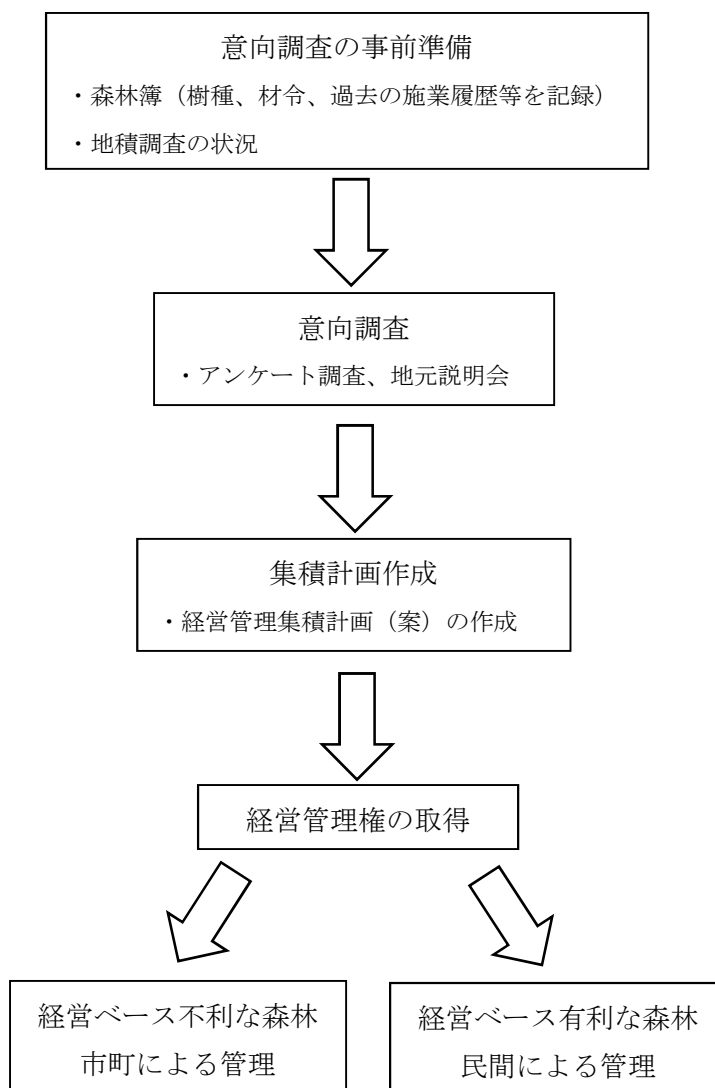 意向調査の事前準備
・森林簿（樹種、材令、過去の施業履歴等を記録）
・地積調査の状況
意向調査
・アンケート調査、地元説明会
集積計画作成
・経営管理集積計画（案）の作成
経営管理権の取得
経営ベース不利な森林
市町による管理
経営ベース有利な森林
民間による管理